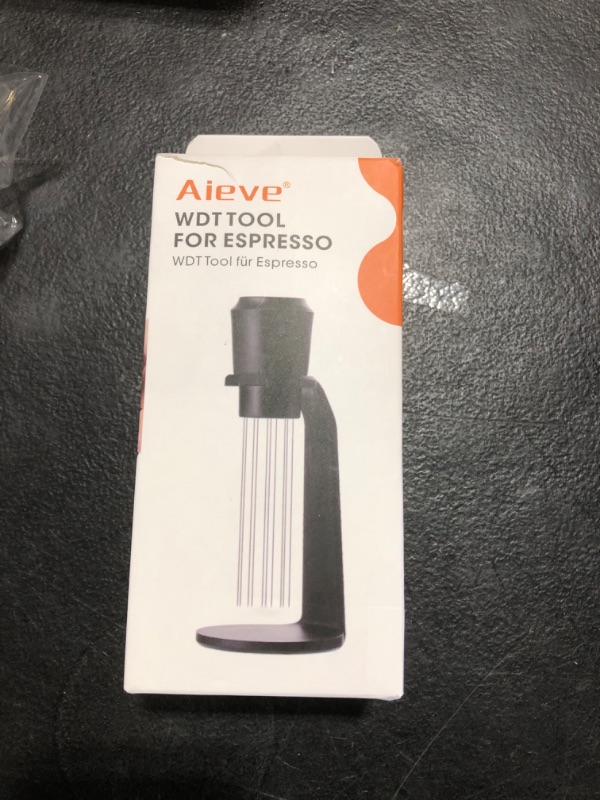 Aieve®
WDT TOOL
FOR ESPRESSO
WDT Tool für Espresso